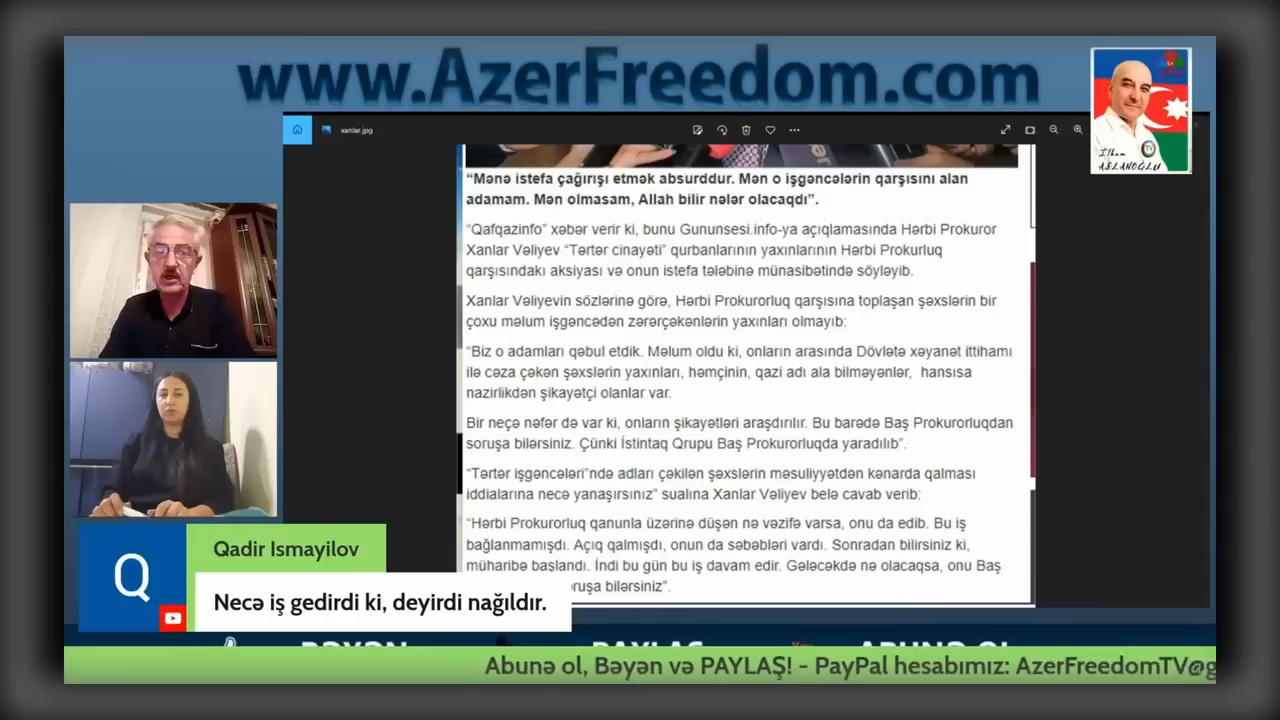 www.AzerFreedom.com
xanlar.jpg
İlham
ASLANOĞLU
“Mənə istefa çağırışı etmək absurddur. Mən o işgəncələrin qarşısını alan
adamam. Mən olmasam, Allah bilir nələr olacaqdı”.
“Qafqazinfo” xəbər verir ki, bunu Gununsesi.info-ya açıqlamasında Hərbi Prokuror
Xanlar Vəliyev “Tərtər cinayəti” qurbanlarının yaxınlarının Hərbi Prokurluq
qarşısındakı aksiyası və onun istefa tələbinə münasibətində söyləyib.
Xanlar Vəliyevin sözlərinə görə, Hərbi Prokurorluq qarşısına toplaşan şəxslərin bir
çoxu məlum işgəncədən zərərçəkənlərin yaxınları olmayıb:
“Biz o adamları qəbul etdik. Məlum oldu ki, onların arasında Dövlətə xəyanət ittihamı
ilə cəza çəkən şəxslərin yaxınları, həmçinin, qazi adı ala bilməyənlər, hansısa
nazirlikdən şikayətçi olanlar var.
Bir neçə nəfər də var ki, onların şikayətləri araşdırılır. Bu barədə Baş Prokurorluqdan
soruşa bilərsiniz. Çünki İstintaq Qrupu Baş Prokurorluqda yaradılıb”.
“Tərtər işgəncələri”ndə adları çəkilən şəxslərin məsuliyyətdən kənarda qalması
iddialarına necə yanaşırsınız” sualına Xanlar Vəliyev belə cavab verib:
“Hərbi Prokurorluq qanunla üzərinə düşən nə vəzifə varsa, onu da edib. Bu iş
bağlanmamışdı. Açıq qalmışdı, onun da səbəbləri vardı. Sonradan bilirsiniz ki,
müharibə başlandı. İndi bu gün bu iş davam edir. Gələcəkdə nə olacaqsa, onu Baş
oruşa bilərsiniz”.
Q
Qadir Ismayilov
Necə iş gedirdi ki, deyirdi nağıldır.
BƏYƏN PAYLAŞ ABUNƏ OL
Abunə ol, Bəyən və PAYLAŞ! - PayPal hesabımız: AzerFreedomTV@g